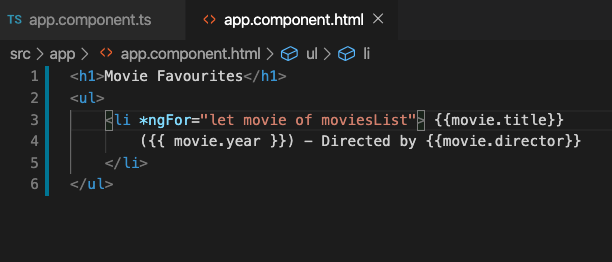 TS app.component.ts <> app.component.html ×
src > app > <> app.component.html > ul > li
1 <h1>Movie Favourites</h1>
2 <ul>
3 <li *ngFor="let movie of moviesList"> {{movie.title}}
4 ({{ movie.year }}) - Directed by {{movie.director}}
5 </li>
6 </ul>